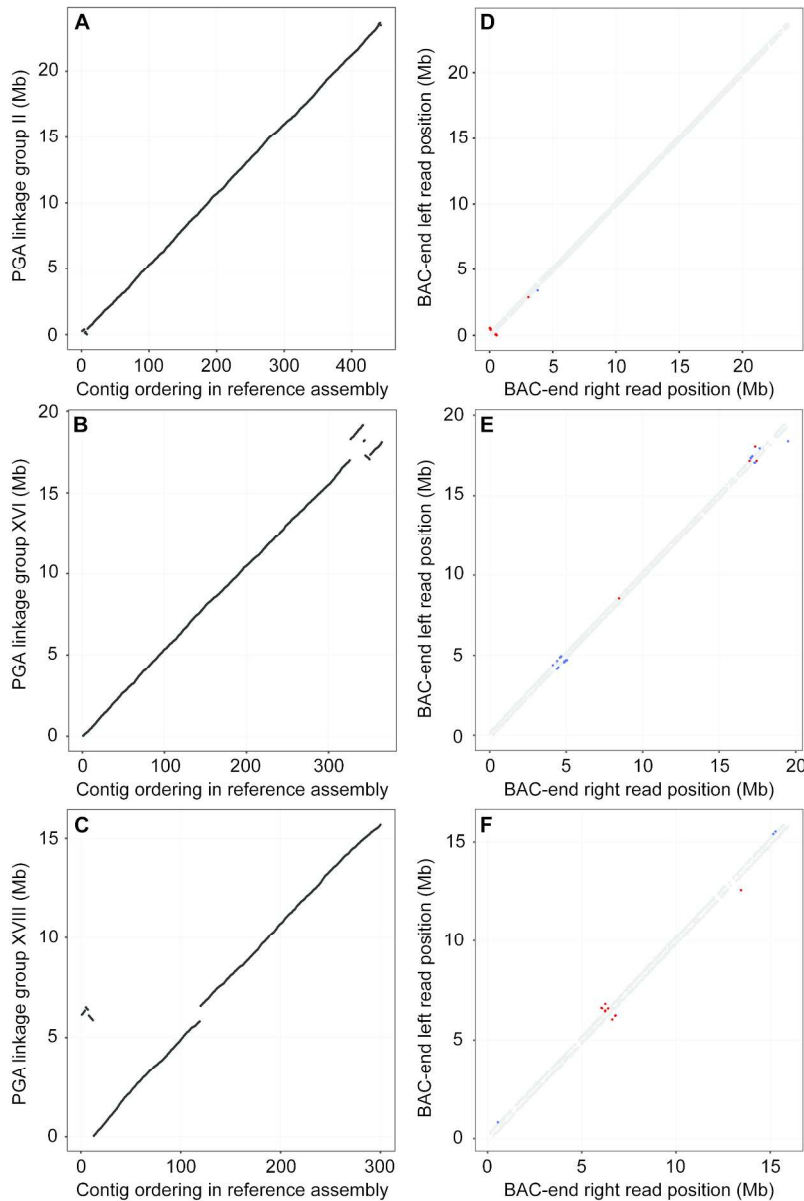 A
PGA linkage group II (Mb)
20
15
10
5
0
0 100 200 300 400
Contig ordering in reference assembly
D
BAC-end left read position (Mb)
20
15
10
5
0
0 5 10 15 20
BAC-end right read position (Mb)
B
PGA linkage group XVI (Mb)
20
15
10
5
0
0 100 200 300
Contig ordering in reference assembly
E
BAC-end left read position (Mb)
20
15
10
5
0
0 5 10 15 20
BAC-end right read position (Mb)
C
PGA linkage group XVIII (Mb)
15
10
5
0
0 100 200 300
Contig ordering in reference assembly
F
BAC-end left read position (Mb)
15
10
5
0
0 5 10 15
BAC-end right read position (Mb)